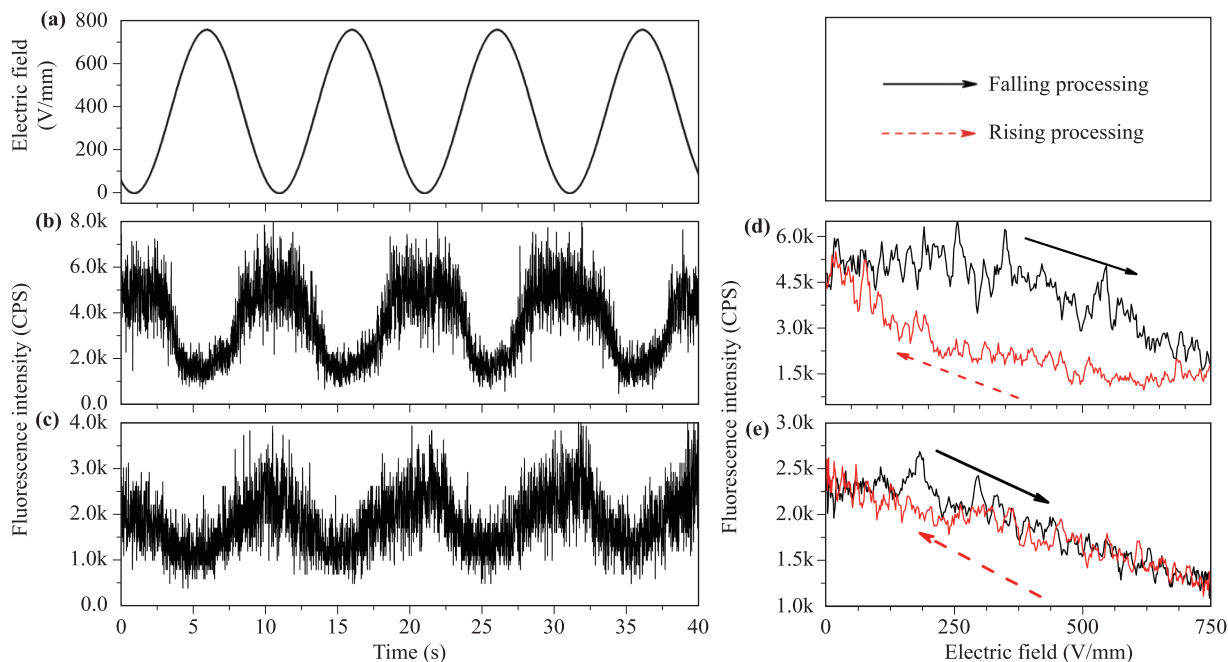 (a)
800
600
400
200
0
Electric field
(V/mm)
Falling processing
Rising processing
(b)
8.0k
6.0k
4.0k
2.0k
0.0
(c)
4.0k
3.0k
2.0k
1.0k
0.0
Fluorescence intensity (CPS)
0 5 10 15 20 25 30 35 40
Time (s)
(d)
6.0k
4.5k
3.0k
1.5k
(e)
3.0k
2.5k
2.0k
1.5k
1.0k
Fluorescence intensity (CPS)
0 250 500 750
Electric field (V/mm)